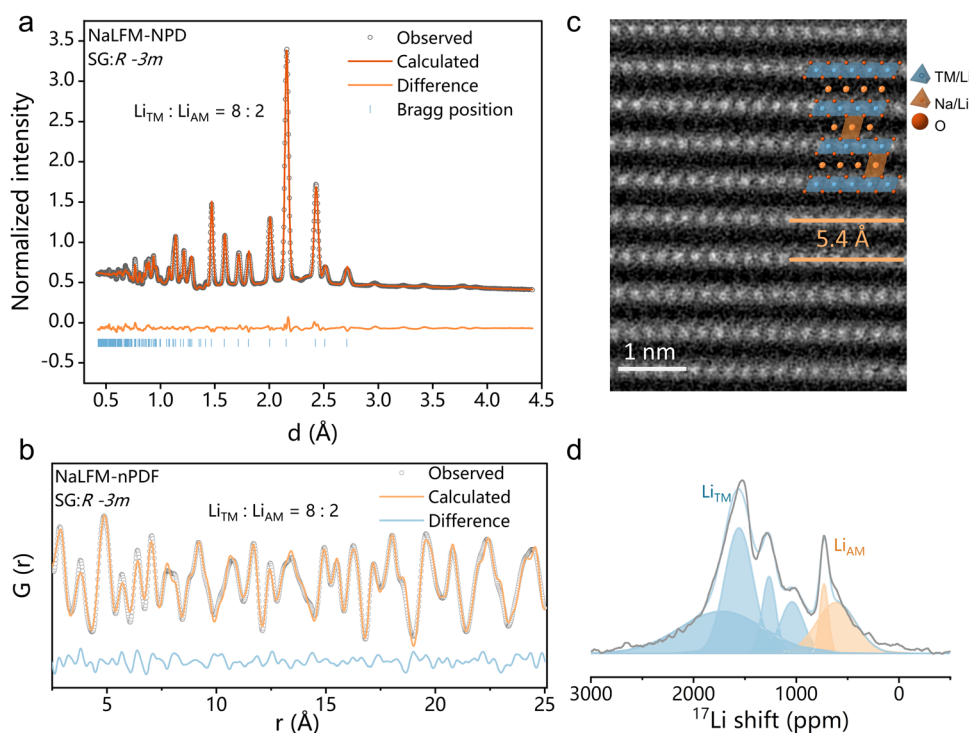 a
NaLFM-NPD
SG:R -3m
Li_TM : Li_AM = 8 : 2
Observed
Calculated
Difference
Bragg position
Normalized intensity
3.5
3.0
2.5
2.0
1.5
1.0
0.5
0.0
-0.5
0.5 1.0 1.5 2.0 2.5 3.0 3.5 4.0 4.5
d (Å)
c
TM/Li
Na/Li
O
5.4 Å
1 nm
b
NaLFM-nPDF
SG:R -3m
Li_TM : Li_AM = 8 : 2
Observed
Calculated
Difference
G (r)
5 10 15 20 25
r (Å)
d
Li_TM
Li_AM
3000 2000 1000 0
¹⁷Li shift (ppm)